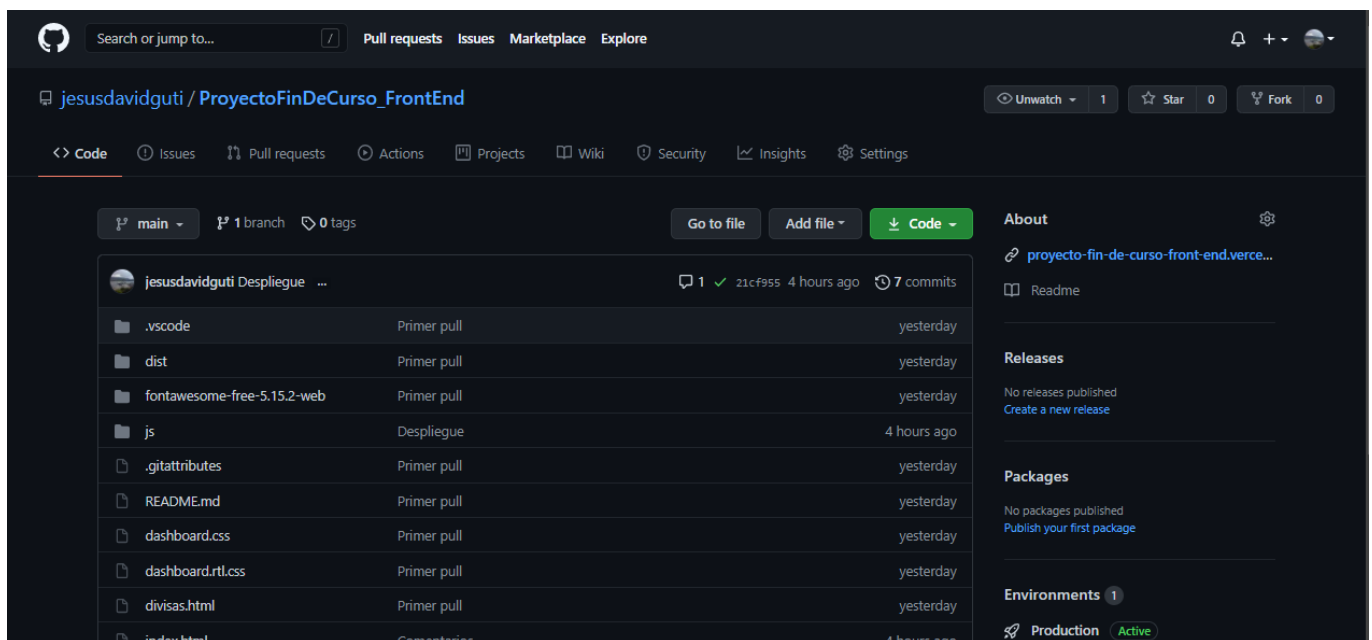 Search or jump to... / Pull requests Issues Marketplace Explore
jesusdavidguti / ProyectoFinDeCurso_FrontEnd Unwatch 1 Star 0 Fork 0
<> Code Issues Pull requests Actions Projects Wiki Security Insights Settings
main 1 branch 0 tags Go to file Add file Code
jesusdavidguti Despliegue ... 1 21cf955 4 hours ago 7 commits
.vscode Primer pull yesterday
dist Primer pull yesterday
fontawesome-free-5.15.2-web Primer pull yesterday
js Despliegue 4 hours ago
.gitattributes Primer pull yesterday
README.md Primer pull yesterday
dashboard.css Primer pull yesterday
dashboard.rtl.css Primer pull yesterday
divisas.html Primer pull yesterday
index.html Comentarios 4 hours ago
About
proyecto-fin-de-curso-front-end.verce...
Readme
Releases
No releases published
Create a new release
Packages
No packages published
Publish your first package
Environments 1
Production Active